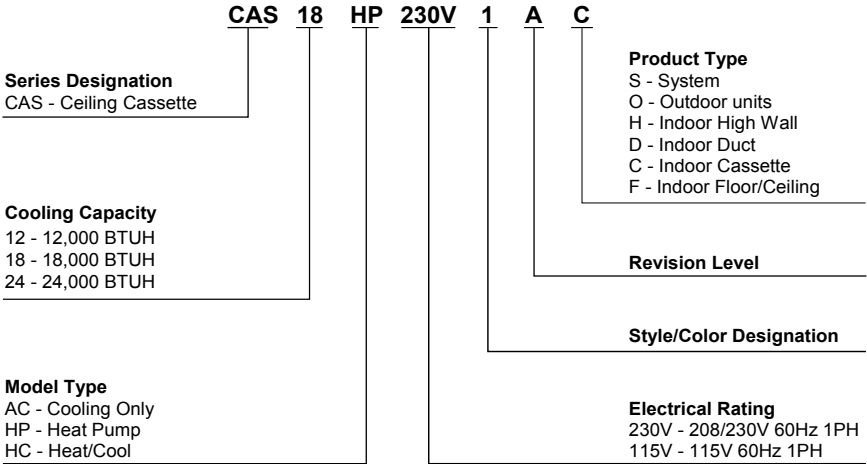 CAS 18 HP 230V 1 A C
Series Designation
CAS - Ceiling Cassette
Cooling Capacity
12 - 12,000 BTUH
18 - 18,000 BTUH
24 - 24,000 BTUH
Model Type
AC - Cooling Only
HP - Heat Pump
HC - Heat/Cool
Product Type
S - System
O - Outdoor units
H - Indoor High Wall
D - Indoor Duct
C - Indoor Cassette
F - Indoor Floor/Ceiling
Revision Level
Style/Color Designation
Electrical Rating
230V - 208/230V 60Hz 1PH
115V - 115V 60Hz 1PH